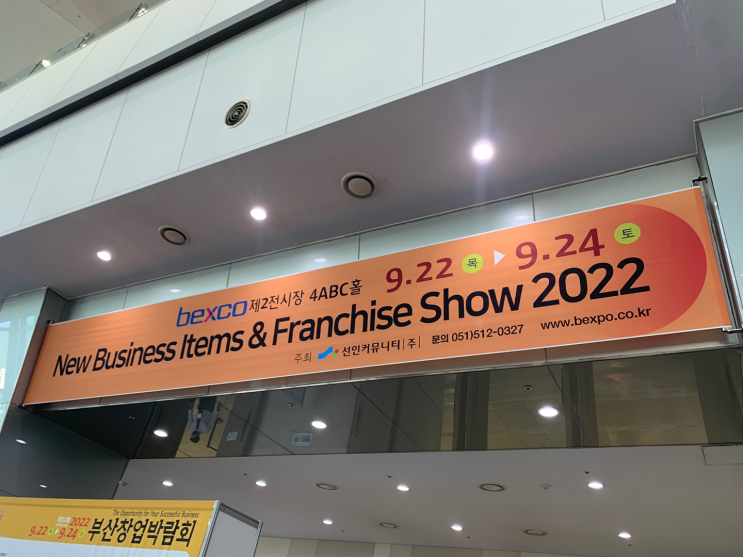 bexco 제2전시장 4ABC홀 9.22 목 ▶ 9.24 토
New Business Items & Franchise Show 2022
주최 선인커뮤니티|주| 문의 051)512-0327 www.bexpo.co.kr
The Opportunity for Your Successful Business
2022
9.22 9.24 부산창업박람회